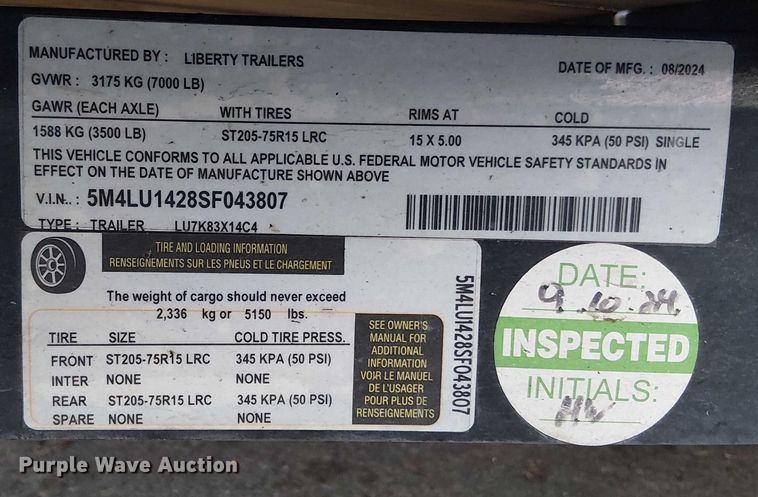 MANUFACTURED BY : LIBERTY TRAILERS
DATE OF MFG. : 08/2024
GVWR : 3175 KG (7000 LB)
GAWR (EACH AXLE) WITH TIRES RIMS AT COLD
1588 KG (3500 LB) ST205-75R15 LRC 15 X 5.00 345 KPA (50 PSI) SINGLE
THIS VEHICLE CONFORMS TO ALL APPLICABLE U.S. FEDERAL MOTOR VEHICLE SAFETY STANDARDS IN
EFFECT ON THE DATE OF MANUFACTURE SHOWN ABOVE
V.I.N.. : 5M4LU1428SF043807
TYPE : TRAILER LU7K83X14C4
TIRE AND LOADING INFORMATION
RENSEIGNEMENTS SUR LES PNEUS ET LE CHARGEMENT
The weight of cargo should never exceed
2,336 kg or 5150 lbs.
TIRE SIZE COLD TIRE PRESS.
FRONT ST205-75R15 LRC 345 KPA (50 PSI)
INTER NONE NONE
REAR ST205-75R15 LRC 345 KPA (50 PSI)
SPARE NONE NONE
SEE OWNER'S
MANUAL FOR
ADDITIONAL
INFORMATION
VOIR LE MANUEL
DE L'USAGER
POUR PLUS DE
RENSEIGNEMENTS
5M4LU1428SF043807
DATE:
9.10.24
INSPECTED
INITIALS:
Purple Wave Auction